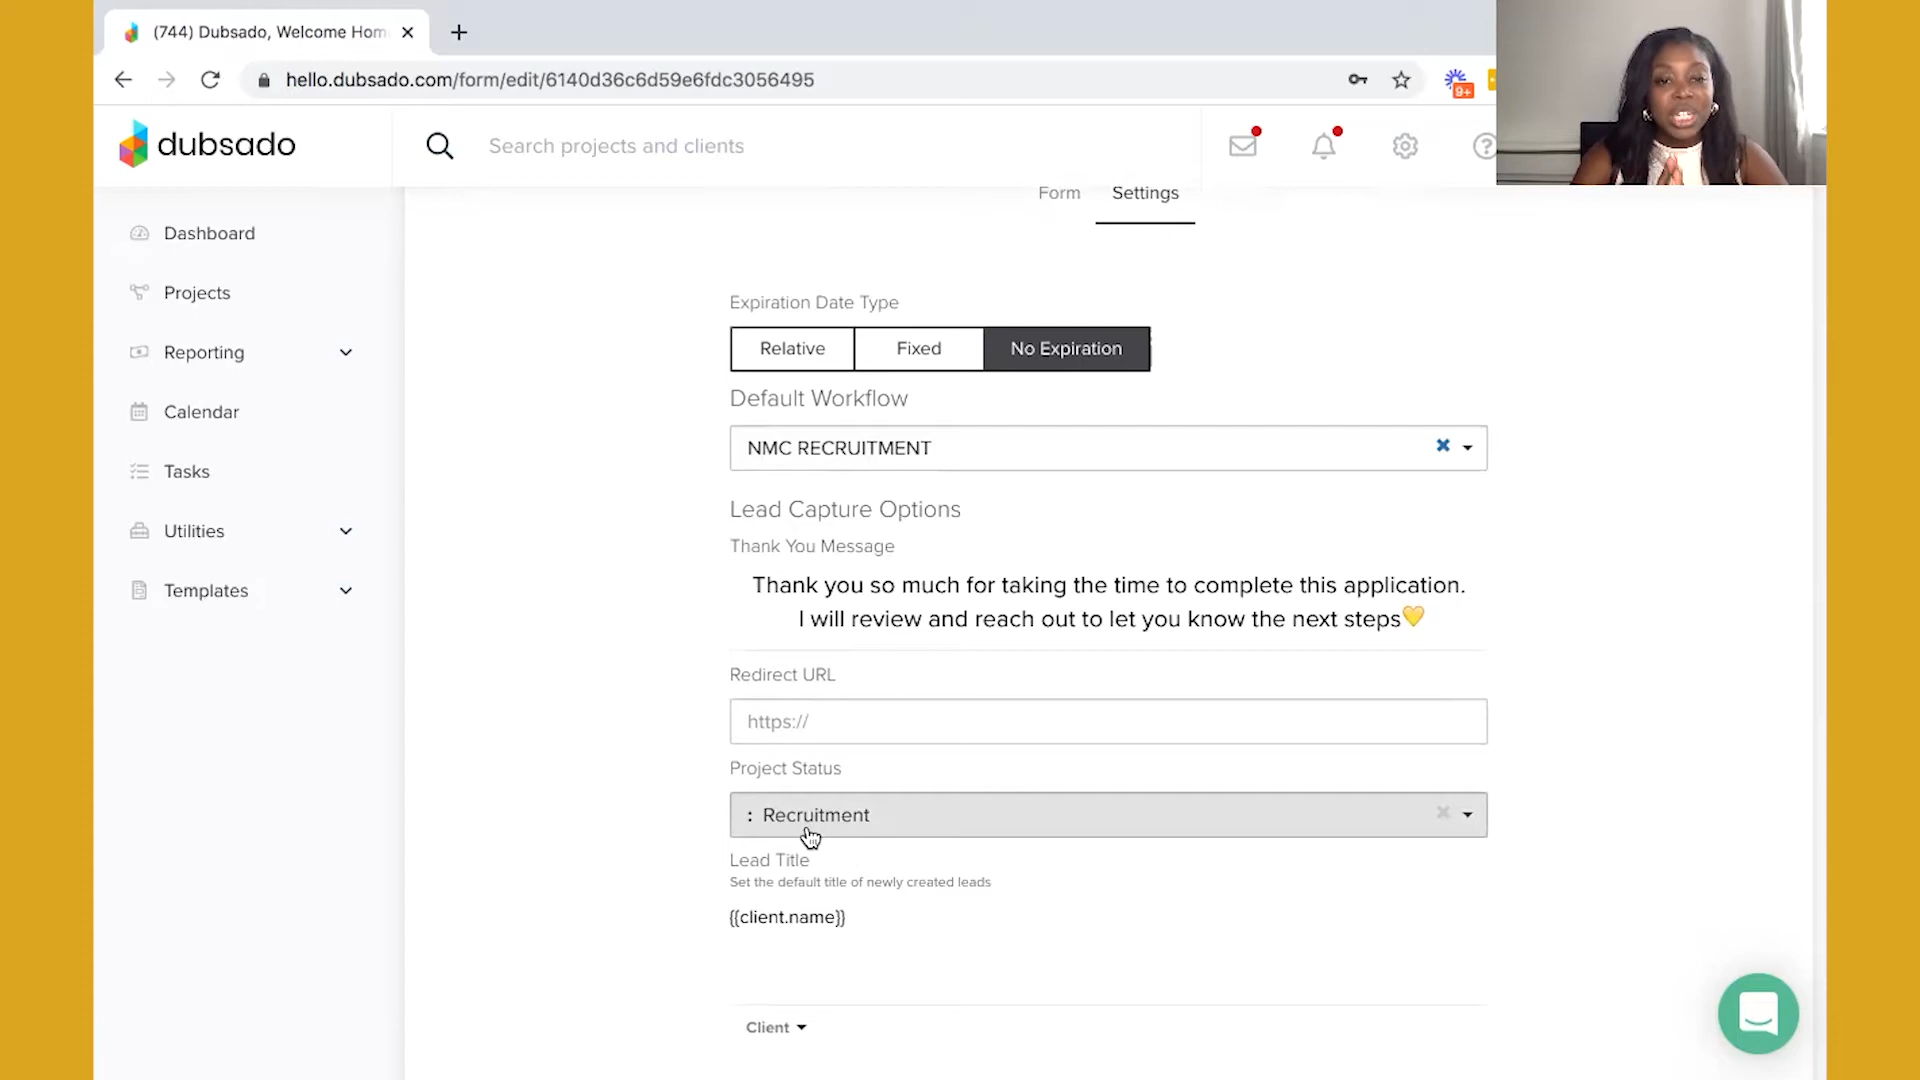 (744) Dubsado, Welcome Hom
hello.dubsado.com/form/edit/6140d36c6d59e6fdc3056495
9+
dubsado
Search projects and clients
?
Form Settings
Dashboard
Projects
Reporting
Calendar
Tasks
Utilities
Templates
Expiration Date Type
Relative Fixed No Expiration
Default Workflow
NMC RECRUITMENT
Lead Capture Options
Thank You Message
Thank you so much for taking the time to complete this application.
I will review and reach out to let you know the next steps💛
Redirect URL
https://
Project Status
: Recruitment
Lead Title
Set the default title of newly created leads
{{client.name}}
Client